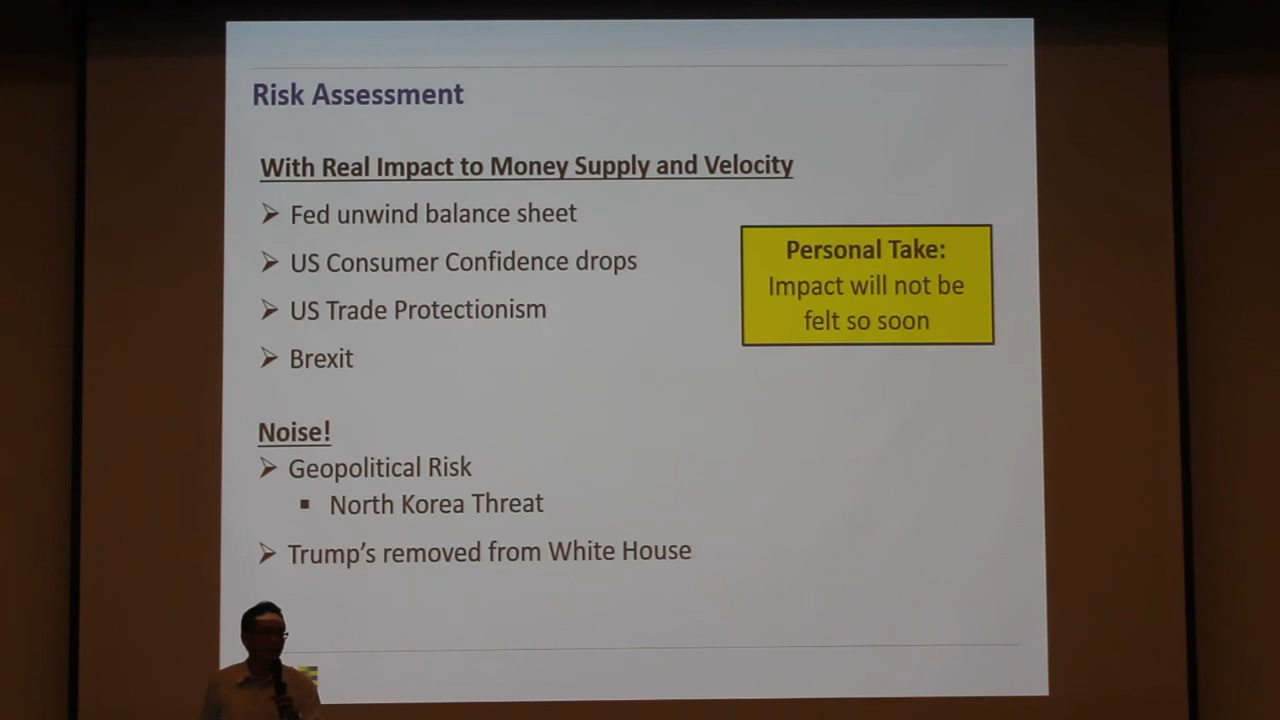 Risk Assessment
With Real Impact to Money Supply and Velocity
➢ Fed unwind balance sheet
➢ US Consumer Confidence drops
➢ US Trade Protectionism
➢ Brexit
Personal Take:
Impact will not be
felt so soon
Noise!
➢ Geopolitical Risk
▪ North Korea Threat
➢ Trump's removed from White House